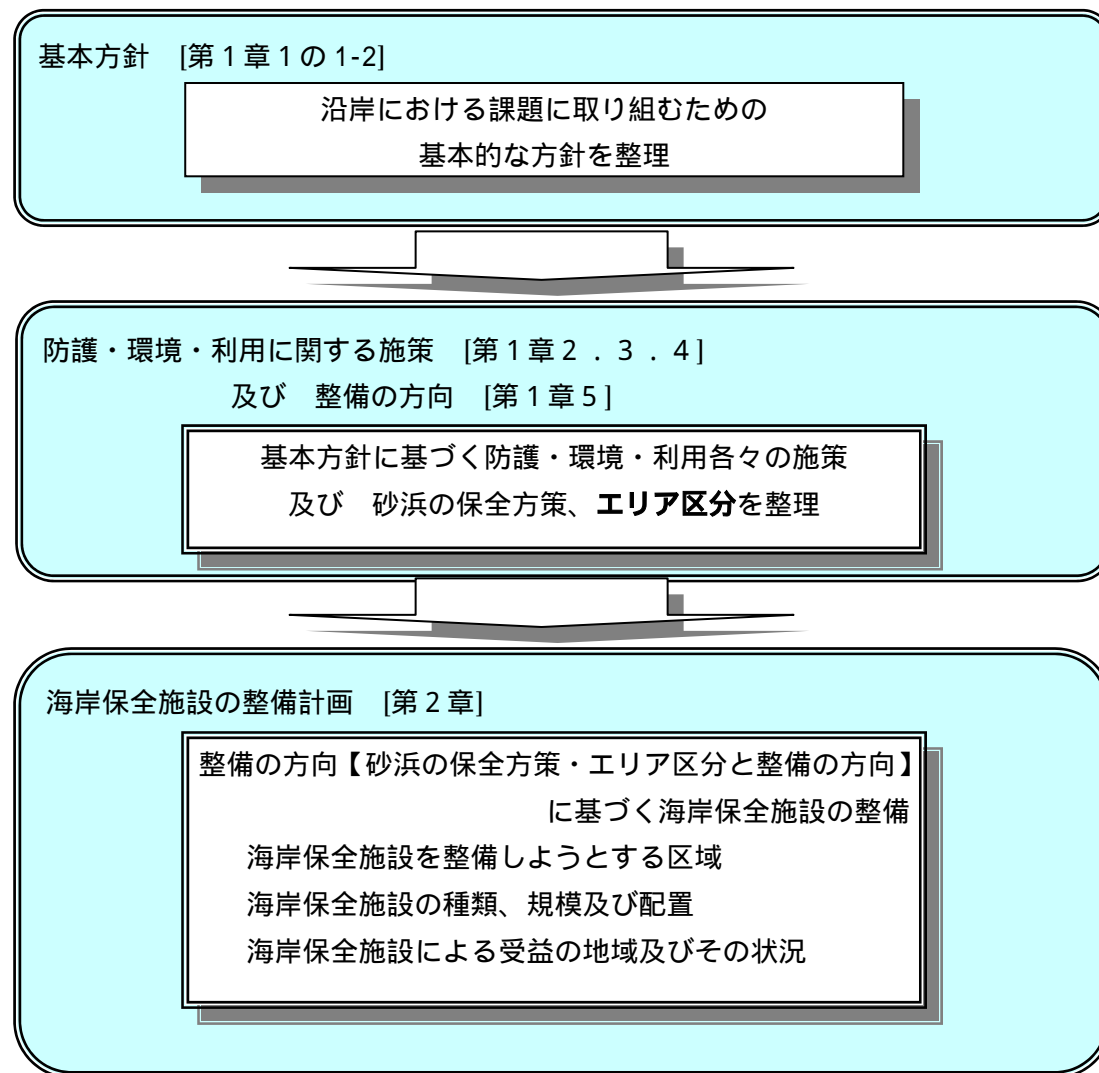 基本方針　[第１章１の 1-2]
沿岸における課題に取り組むための
基本的な方針を整理
防護・環境・利用に関する施策　[第１章２．３．４]
及び　整備の方向　[第１章５]
基本方針に基づく防護・環境・利用各々の施策
及び　砂浜の保全方策、エリア区分を整理
海岸保全施設の整備計画　[第２章]
整備の方向【砂浜の保全方策・エリア区分と整備の方向】
に基づく海岸保全施設の整備
海岸保全施設を整備しようとする区域
海岸保全施設の種類、規模及び配置
海岸保全施設による受益の地域及びその状況